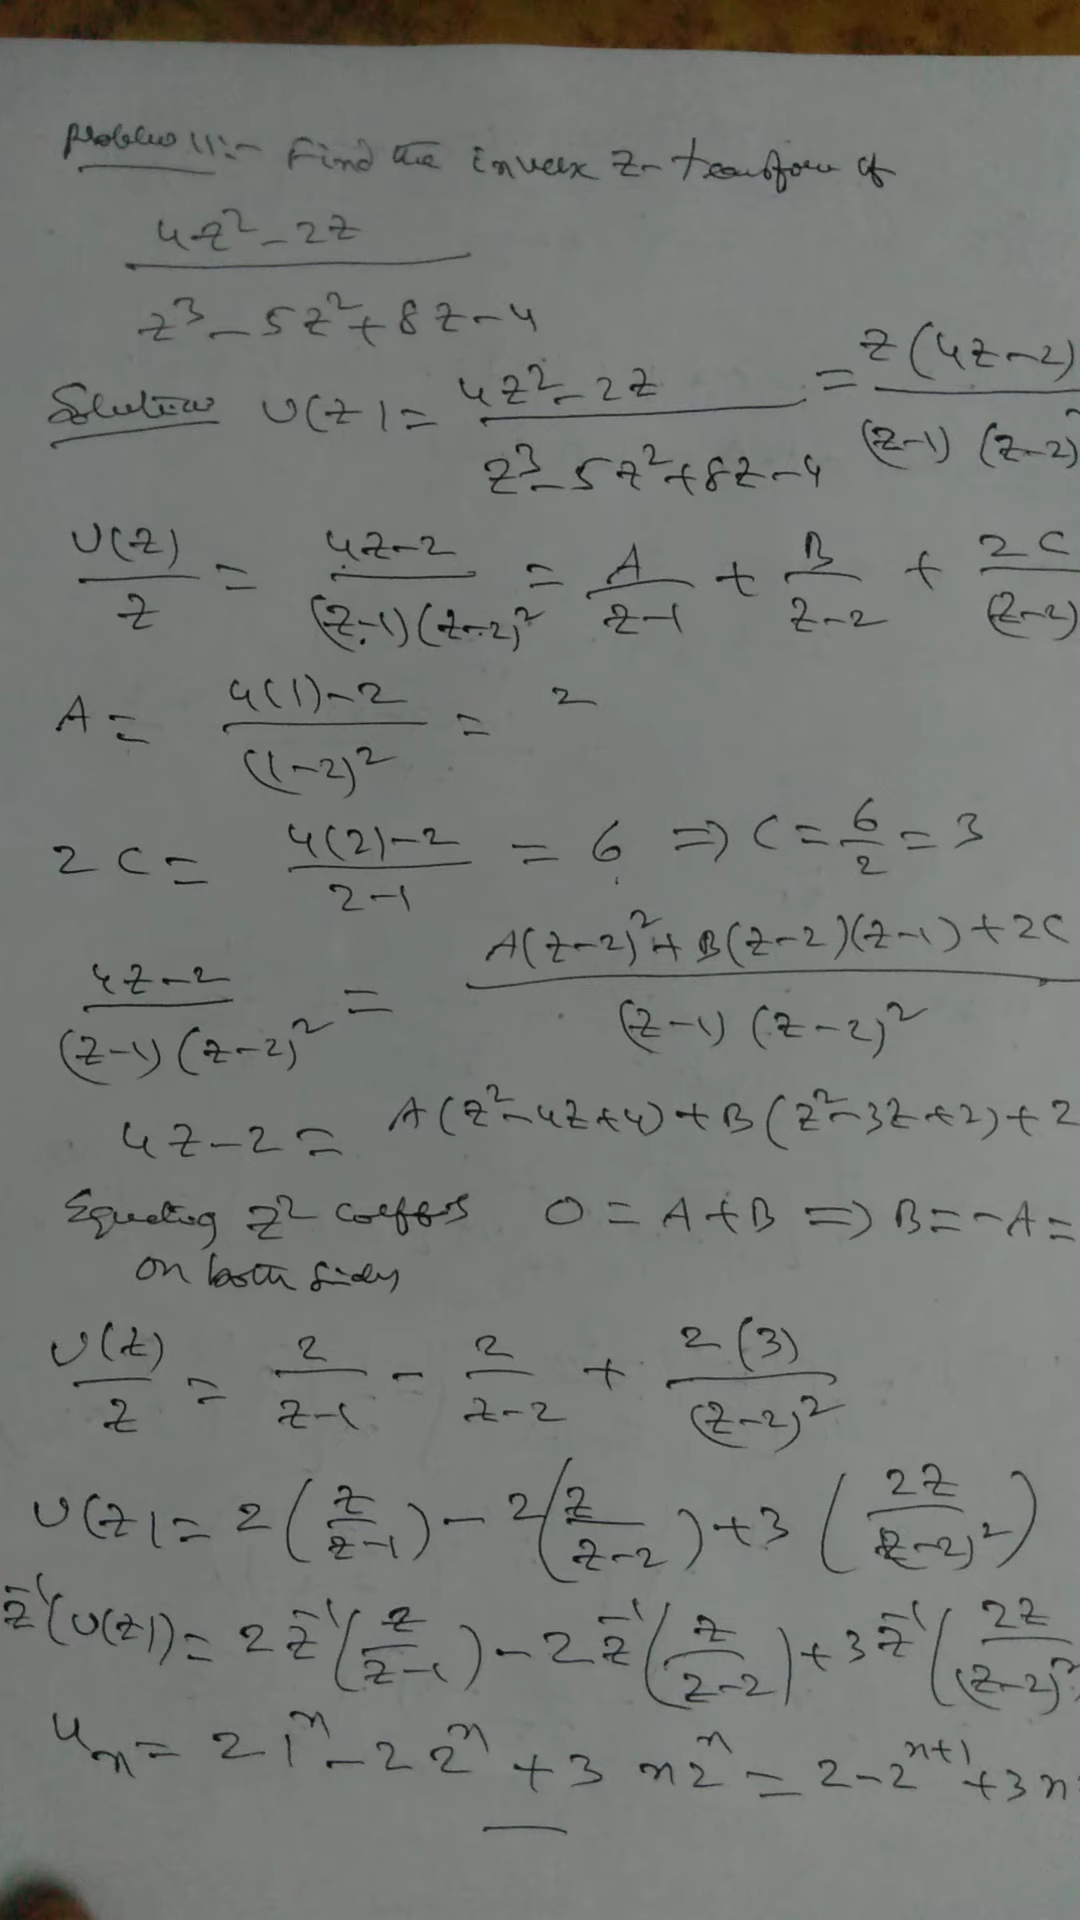 Problem 11:- Find the inverse Z-transform of
4z² - 2z
z³ - 5z² + 8z - 4
Solution U(z) = 4z² - 2z / z³ - 5z² + 8z - 4 = z(4z-2) / (z-1) (z-2)²
U(z)/z = 4z-2 / (z-1)(z-2)² = A/z-1 + B/z-2 + 2C/(z-2)
A = 4(1)-2 / (1-2)² = 2
2C = 4(2)-2 / 2-1 = 6 => C = 6/2 = 3
4z-2 / (z-1)(z-2)² = A(z-2)² + B(z-2)(z-1) + 2C / (z-1) (z-2)²
4z-2 = A(z²-4z+4) + B(z²-3z+2) + 2
Equating z² coeffs 0 = A+B => B = -A =
on both sides
U(z)/z = 2/z-1 - 2/z-2 + 2(3)/(z-2)²
U(z) = 2(z/z-1) - 2(z/z-2) + 3(2z/(z-2)²)
z⁻¹(U(z)) = 2z⁻¹(z/z-1) - 2z⁻¹(z/z-2) + 3z⁻¹(2z/(z-2)²
uₙ = 2 1ⁿ - 2 2ⁿ + 3 n2ⁿ = 2 - 2ⁿ⁺¹ + 3n